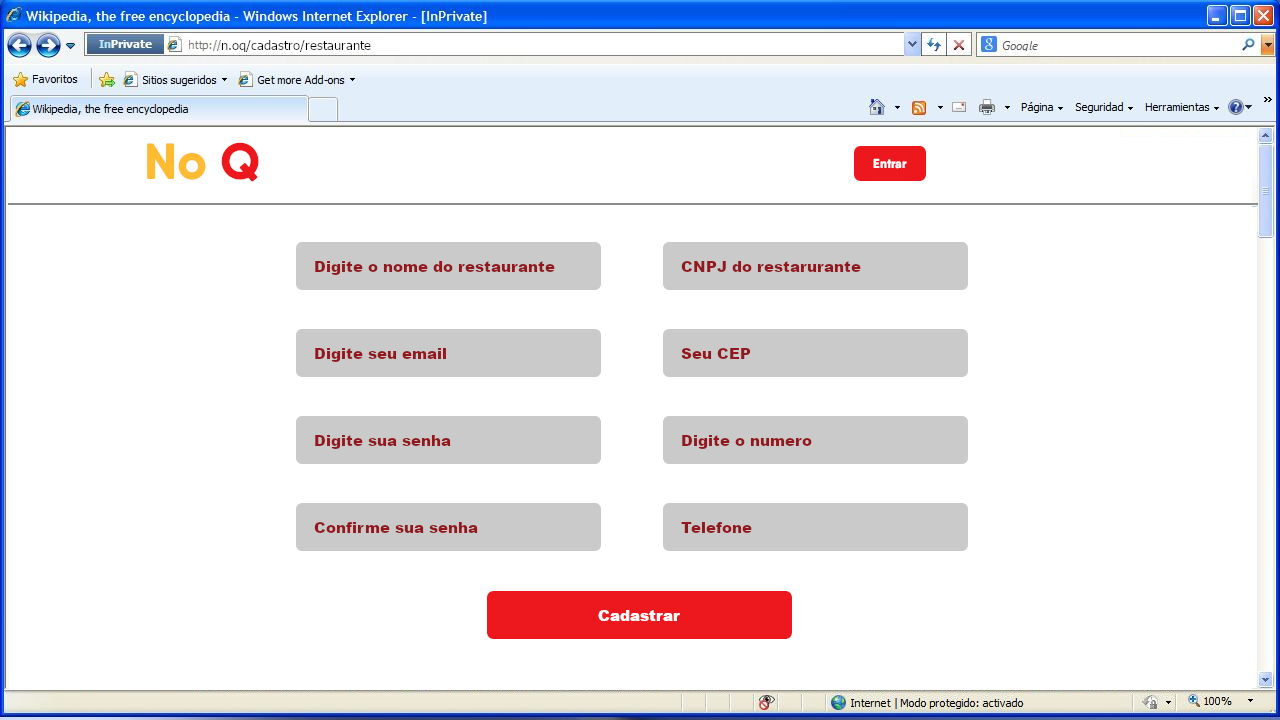 Wikipedia, the free encyclopedia - Windows Internet Explorer - [InPrivate]
InPrivate http://n.oq/cadastro/restaurante Google
Favoritos Sitios sugeridos Get more Add-ons
Wikipedia, the free encyclopedia Página Seguridad Herramientas
No Q
Entrar
Digite o nome do restaurante CNPJ do restarurante
Digite seu email Seu CEP
Digite sua senha Digite o numero
Confirme sua senha Telefone
Cadastrar
Internet | Modo protegido: activado 100%